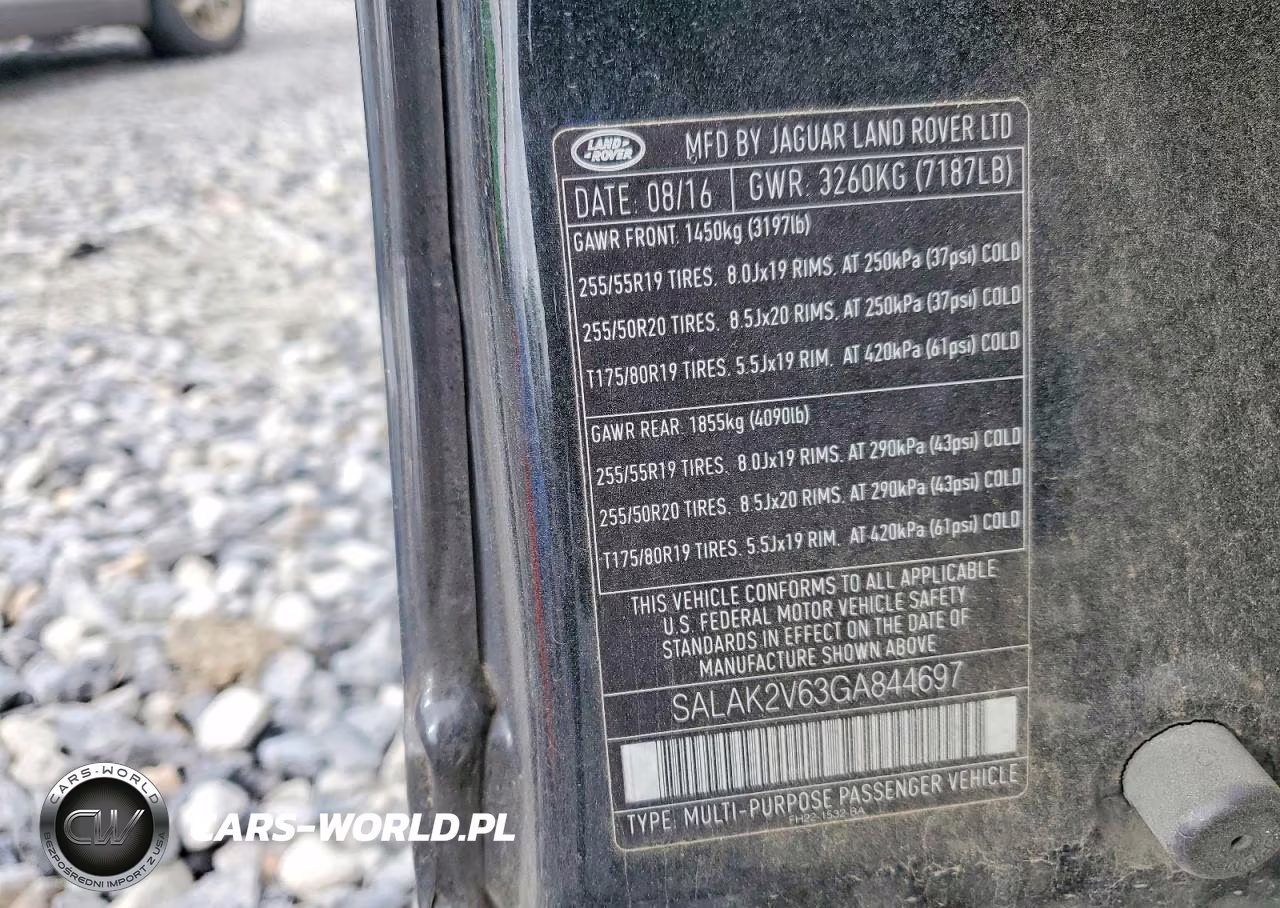 LAND ROVER
MFD BY JAGUAR LAND ROVER LTD
DATE: 08/16 GWR: 3260KG (7187LB)
GAWR FRONT. 1450kg (3197lb)
255/55R19 TIRES. 8.0Jx19 RIMS. AT 250kPa (37psi) COLD
255/50R20 TIRES. 8.5Jx20 RIMS. AT 250kPa (37psi) COLD
T175/80R19 TIRES. 5.5Jx19 RIM. AT 420kPa (61psi) COLD
GAWR REAR. 1855kg (4090lb)
255/55R19 TIRES. 8.0Jx19 RIMS. AT 290kPa (43psi) COLD
255/50R20 TIRES. 8.5Jx20 RIMS. AT 290kPa (43psi) COLD
T175/80R19 TIRES. 5.5Jx19 RIM. AT 420kPa (61psi) COLD
THIS VEHICLE CONFORMS TO ALL APPLICABLE
U.S. FEDERAL MOTOR VEHICLE SAFETY
STANDARDS IN EFFECT ON THE DATE OF
MANUFACTURE SHOWN ABOVE
SALAK2V63GA844697
TYPE: MULTI-PURPOSE PASSENGER VEHICLE
FH22-1532-BA
CARS-WORLD
CW
BEZPOŚREDNI IMPORT Z USA
CARS-WORLD.PL